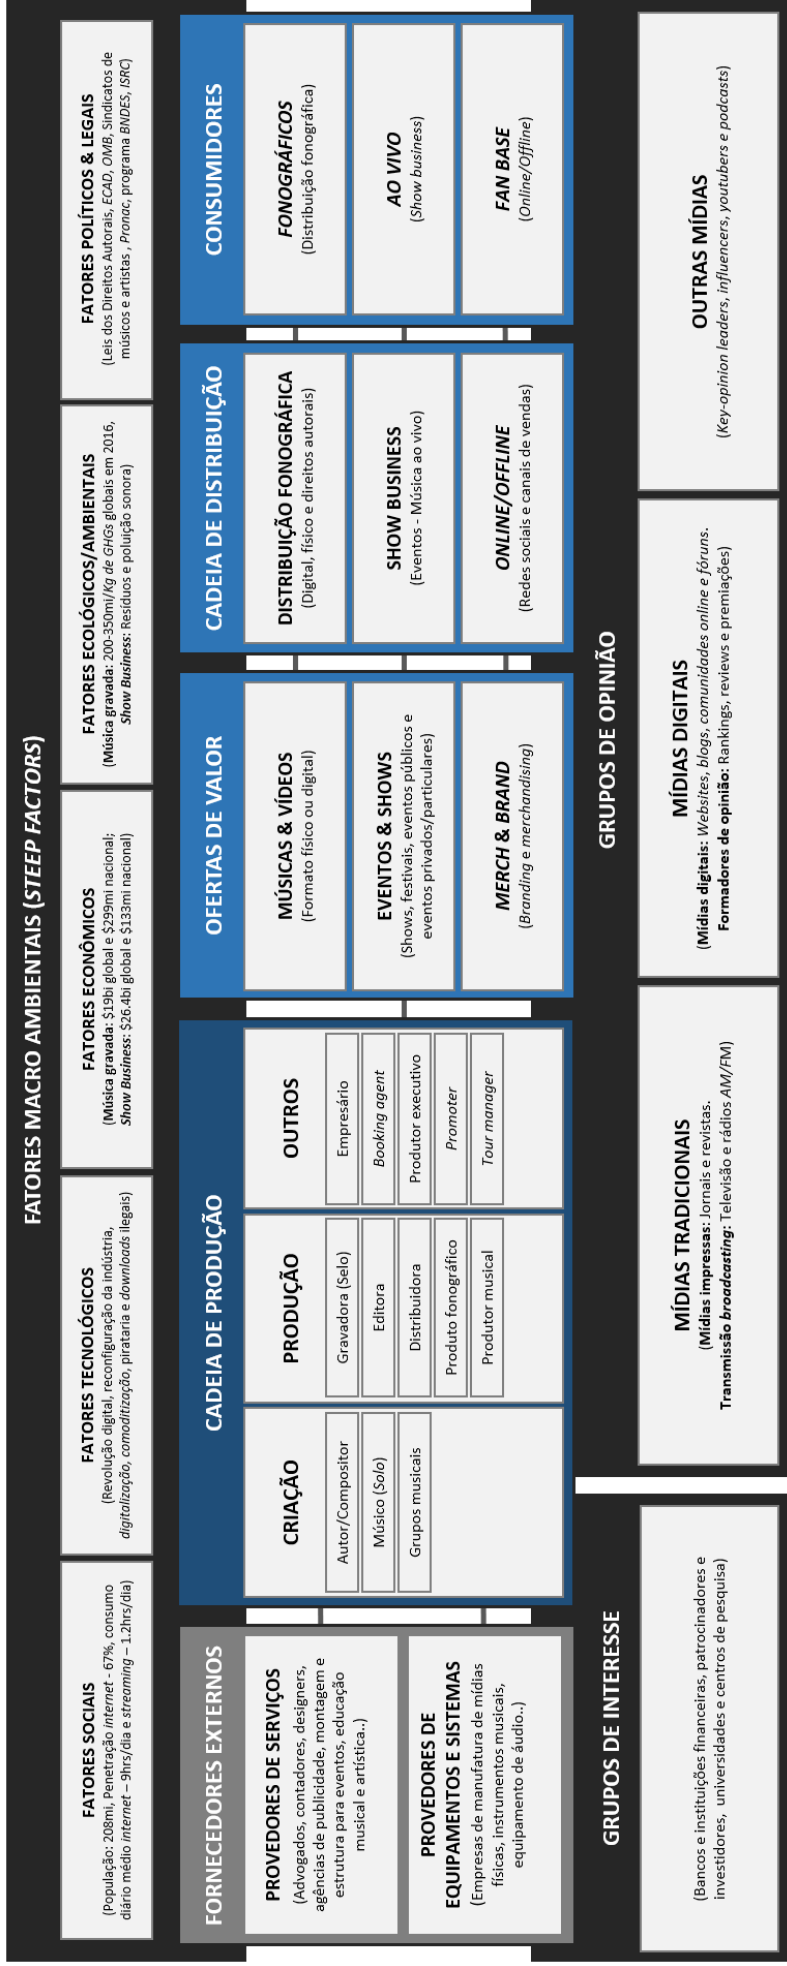 FATORES MACRO AMBIENTAIS (STEEP FACTORS)
FATORES SOCIAIS
(População: 208mi, Penetração internet - 67%, consumo
diário médio internet – 9hrs/dia e streaming – 1.2hrs/dia)
FATORES TECNOLÓGICOS
(Revolução digital, reconfiguração da indústria,
digitalização, comoditização, pirataria e downloads ilegais)
FATORES ECONÔMICOS
(Música gravada: $19bi global e $299mi nacional;
Show Business: $26.4bi global e $133mi nacional)
FATORES ECOLÓGICOS/AMBIENTAIS
(Música gravada: 200-350mi/Kg de GHGs globais em 2016,
Show Business: Resíduos e poluição sonora)
FATORES POLÍTICOS & LEGAIS
(Leis dos Direitos Autorais, ECAD, OMB, Sindicatos de
músicos e artistas , Pronac, programa BNDES, ISRC)
FORNECEDORES EXTERNOS
PROVEDORES DE SERVIÇOS
(Advogados, contadores, designers,
agências de publicidade, montagem e
estrutura para eventos, educação
musical e artística..)
PROVEDORES DE
EQUIPAMENTOS E SISTEMAS
(Empresas de manufatura de mídias
físicas, instrumentos musicais,
equipamento de áudio..)
CADEIA DE PRODUÇÃO
CRIAÇÃO
Autor/Compositor
Músico (Solo)
Grupos musicais
PRODUÇÃO
Gravadora (Selo)
Editora
Distribuidora
Produto fonográfico
Produtor musical
OUTROS
Empresário
Booking agent
Produtor executivo
Promoter
Tour manager
OFERTAS DE VALOR
MÚSICAS & VÍDEOS
(Formato físico ou digital)
EVENTOS & SHOWS
(Shows, festivais, eventos públicos e
eventos privados/particulares)
MERCH & BRAND
(Branding e merchandising)
CADEIA DE DISTRIBUIÇÃO
DISTRIBUIÇÃO FONOGRÁFICA
(Digital, físico e direitos autorais)
SHOW BUSINESS
(Eventos - Música ao vivo)
ONLINE/OFFLINE
(Redes sociais e canais de vendas)
CONSUMIDORES
FONOGRÁFICOS
(Distribuição fonográfica)
AO VIVO
(Show business)
FAN BASE
(Online/Offline)
GRUPOS DE INTERESSE
(Bancos e instituições financeiras, patrocinadores e
investidores, universidades e centros de pesquisa)
GRUPOS DE OPINIÃO
MÍDIAS TRADICIONAIS
(Mídias impressas: Jornais e revistas.
Transmissão broadcasting: Televisão e rádios AM/FM)
MÍDIAS DIGITAIS
(Mídias digitais: Websites, blogs, comunidades online e fóruns.
Formadores de opinião: Rankings, reviews e premiações)
OUTRAS MÍDIAS
(Key-opinion leaders, influencers, youtubers e podcasts)